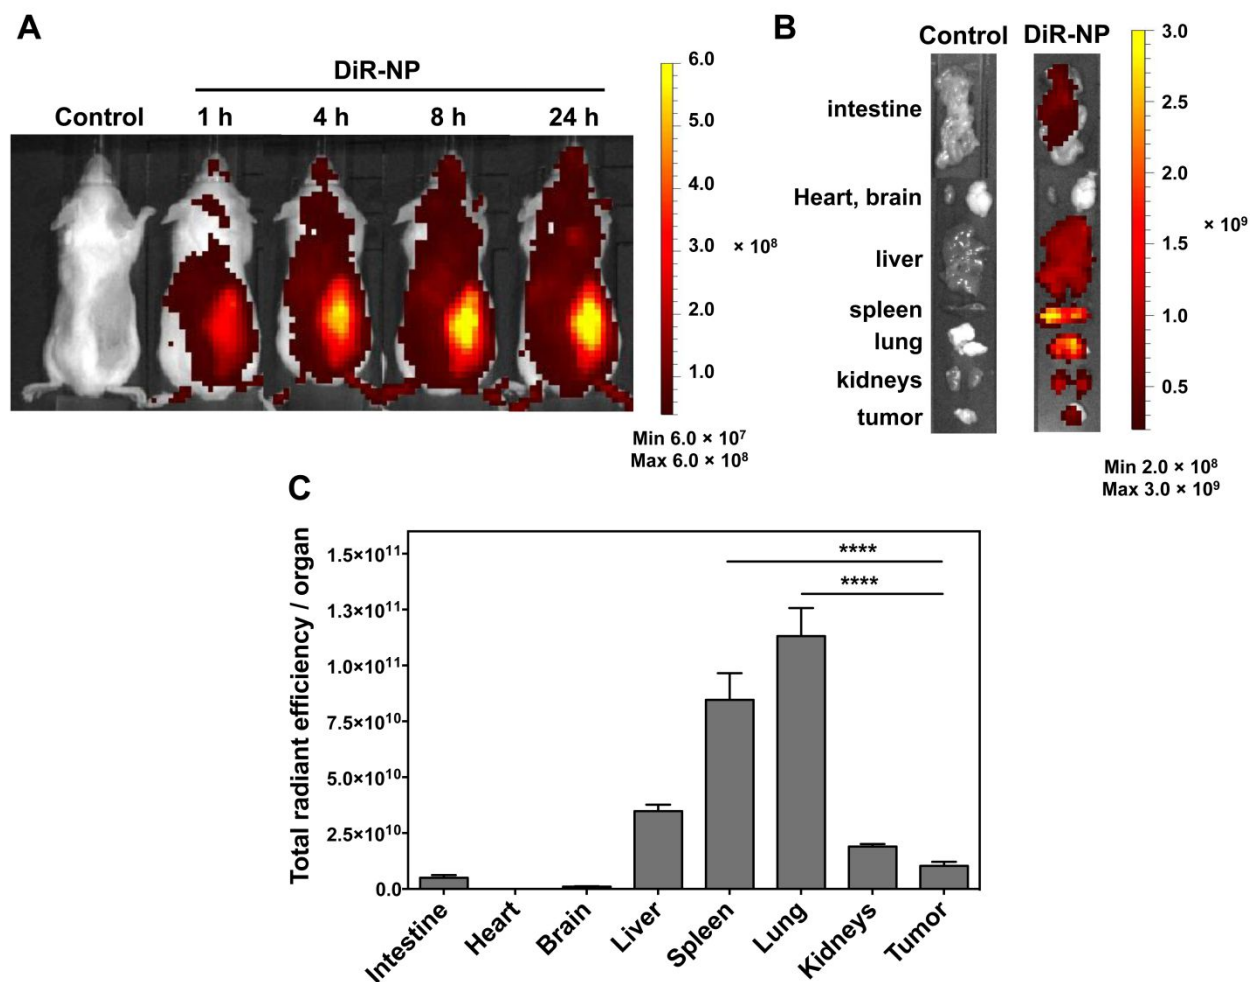 A
DiR-NP
Control 1 h 4 h 8 h 24 h
6.0
5.0
4.0
3.0
× 10⁸
2.0
1.0
Min 6.0 × 10⁷
Max 6.0 × 10⁸
B
Control DiR-NP
intestine
Heart, brain
liver
spleen
lung
kidneys
tumor
3.0
2.5
2.0
× 10⁹
1.5
1.0
0.5
Min 2.0 × 10⁸
Max 3.0 × 10⁹
C
Total radiant efficiency / organ
1.5×10¹¹
1.3×10¹¹
1.0×10¹¹
7.5×10¹⁰
5.0×10¹⁰
2.5×10¹⁰
0.0
****
****
Intestine
Heart
Brain
Liver
Spleen
Lung
Kidneys
Tumor